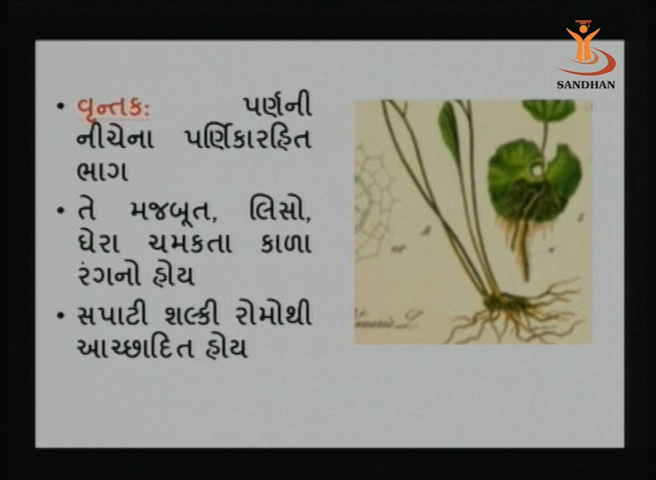 SANDHAN
• વૃન્તક: પર્ણની
નીચેના પર્ણિકારહિત
ભાગ
• તે મજબૂત, લિસો,
ઘેરા ચમકતા કાળા
રંગનો હોય
• સપાટી શલ્કી રોમોથી
આચ્છાદિત હોય